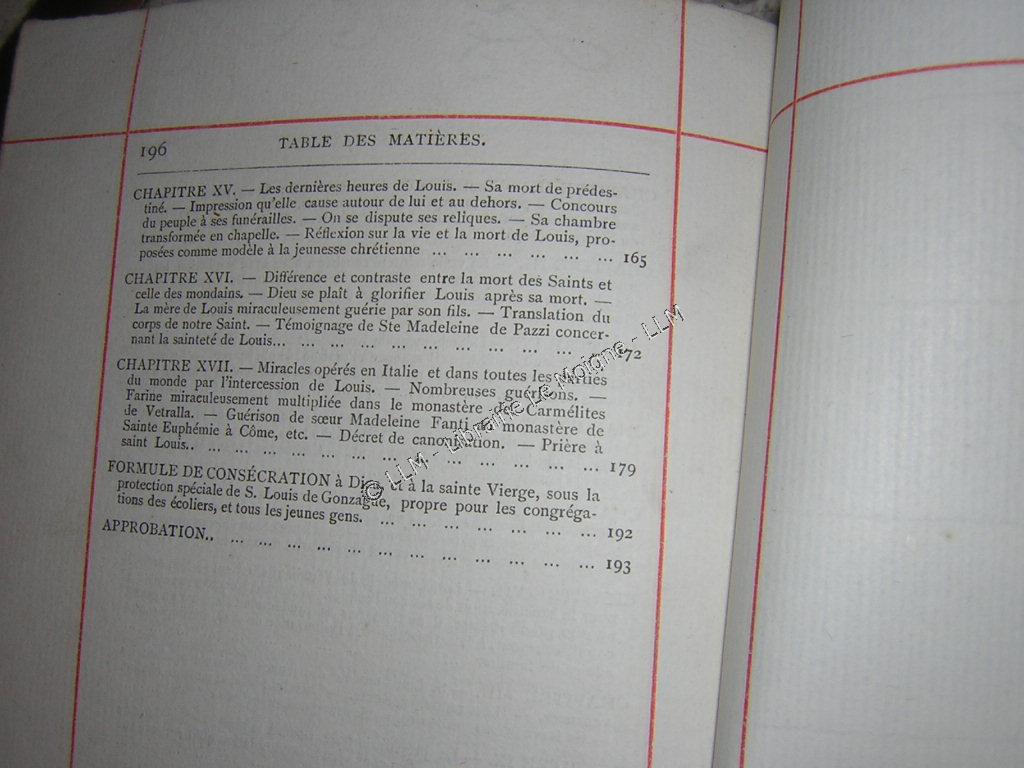 196
TABLE DES MATIÈRES.
CHAPITRE XV. — Les dernières heures de Louis. — Sa mort de prédes-
tiné. — Impression qu'elle cause autour de lui et au dehors. — Concours
du peuple à ses funérailles. — On se dispute ses reliques. — Sa chambre
transformée en chapelle. — Réflexion sur la vie et la mort de Louis, pro-
posées comme modèle à la jeunesse chrétienne ... ... ... ... ... ... 165
CHAPITRE XVI. — Différence et contraste entre la mort des Saints et
celle des mondains. — Dieu se plaît à glorifier Louis après sa mort. —
La mère de Louis miraculeusement guérie par son fils. — Translation du
corps de notre Saint. — Témoignage de Ste Madeleine de Pazzi concer-
nant la sainteté de Louis... ... ... ... ... ... ... ... ... ... ... ... 172
CHAPITRE XVII. — Miracles opérés en Italie et dans toutes les parties
du monde par l'intercession de Louis. — Nombreuses guérisons. —
Farine miraculeusement multipliée dans le monastère des Carmélites
de Vetralla. — Guérison de sœur Madeleine Fanti au monastère de
Sainte Euphémie à Côme, etc. — Décret de canonisation. — Prière à
saint Louis.. ... ... ... ... ... ... ... ... ... ... ... ... ... ... 179
FORMULE DE CONSÉCRATION à Dieu et à la sainte Vierge, sous la
protection spéciale de S. Louis de Gonzague, propre pour les congréga-
tions des écoliers, et tous les jeunes gens. ... ... ... ... ... ... ... ... 192
APPROBATION.. ... ... ... ... ... ... ... ... ... ... ... ... ... 193
© LLM - Librairie Le Moigne - LLM